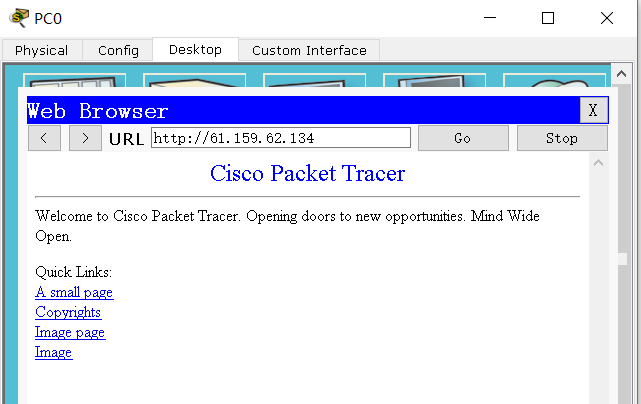 PC0
Physical Config Desktop Custom Interface
Web Browser X
< > URL http://61.159.62.134 Go Stop
Cisco Packet Tracer
Welcome to Cisco Packet Tracer. Opening doors to new opportunities. Mind Wide
Open.
Quick Links:
A small page
Copyrights
Image page
Image